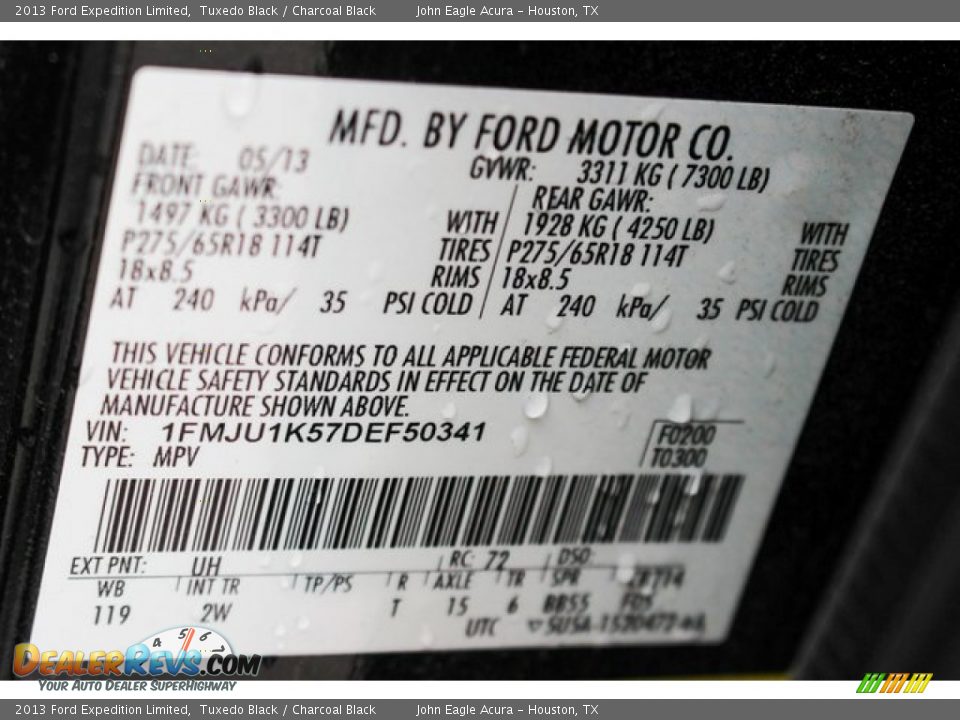 2013 Ford Expedition Limited, Tuxedo Black / Charcoal Black John Eagle Acura - Houston, TX
MFD. BY FORD MOTOR CO.
DATE: 05/13 GVWR: 3311 KG ( 7300 LB)
FRONT GAWR: REAR GAWR:
1497 KG ( 3300 LB) WITH 1928 KG ( 4250 LB) WITH
P275/65R18 114T TIRES P275/65R18 114T TIRES
18x8.5 RIMS 18x8.5 RIMS
AT 240 kPa/ 35 PSI COLD AT 240 kPa/ 35 PSI COLD
THIS VEHICLE CONFORMS TO ALL APPLICABLE FEDERAL MOTOR
VEHICLE SAFETY STANDARDS IN EFFECT ON THE DATE OF
MANUFACTURE SHOWN ABOVE.
VIN: 1FMJU1K57DEF50341 F0200
TYPE: MPV T0300
EXT PNT: UH RC: 72 DSO:
WB INT TR TP/PS R AXLE TR SPR
119 2W T 15 6 BB55
UTC
4 5 6
DEALERREVS.COM
YOUR AUTO DEALER SUPERHIGHWAY
2013 Ford Expedition Limited, Tuxedo Black / Charcoal Black John Eagle Acura - Houston, TX